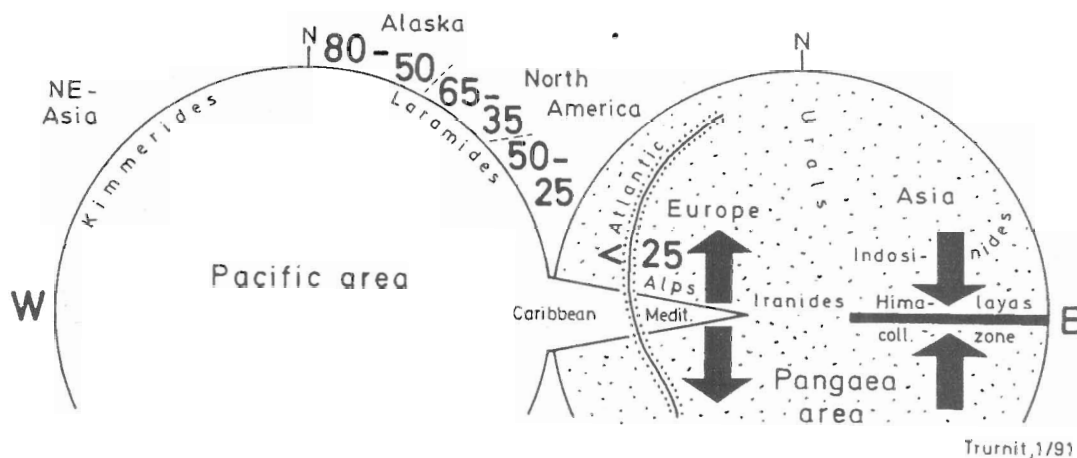 Alaska
N
80-
50
65-
35
50-
25
NE-
Asia
North
America
Kimmerides
Laramides
Pacific area
W
N
Urals
Atlantic
Europe
Asia
< 25
Alps
Indosi-
nides
Iranides
Hima-
layas
Caribbean
Medit.
coll.
zone
E
Pangaea
area
Trurnit,1/91